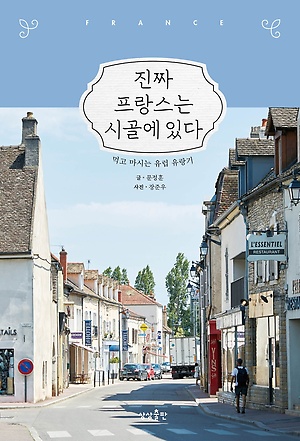 FRANCE
진짜
프랑스는
시골에 있다
먹고 마시는 유럽 유랑기
글 • 문정훈
사진 • 장준우
L'ESSENTIEL
RESTAURANT
VINS
상상출판